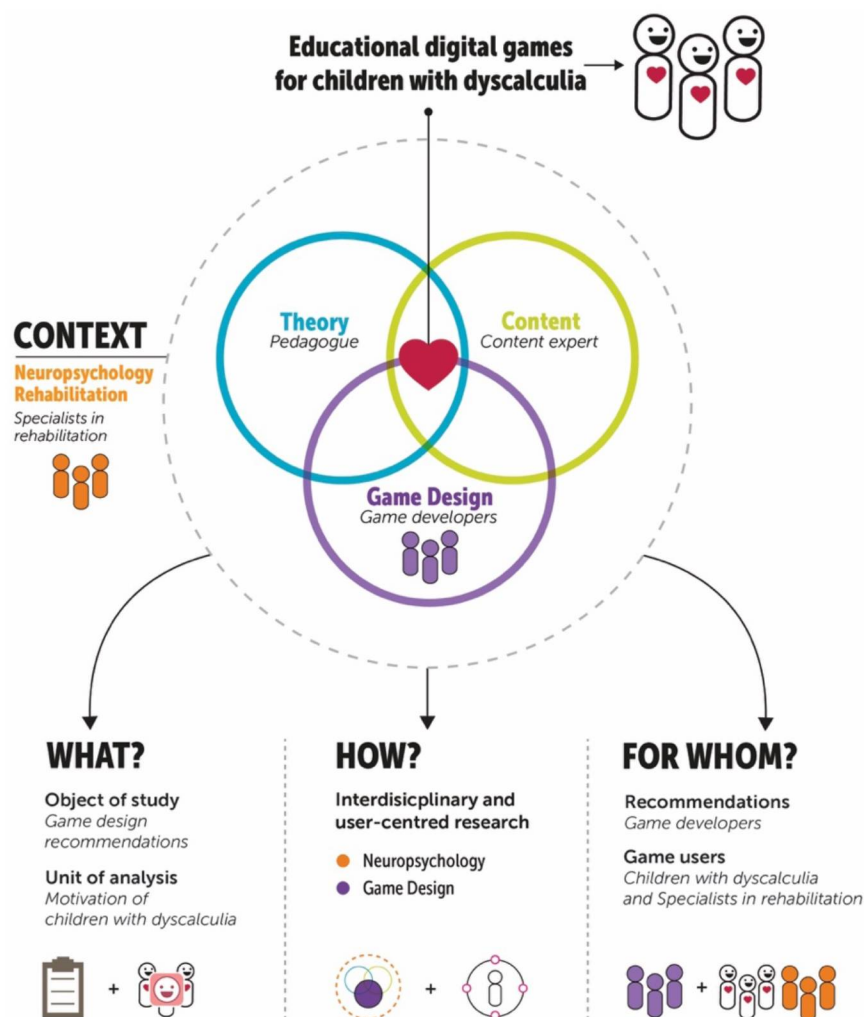 Educational digital games
for children with dyscalculia
Theory
Pedagogue
Content
Content expert
CONTEXT
Neuropsychology
Rehabilitation
Specialists in
rehabilitation
Game Design
Game developers
WHAT?
Object of study
Game design
recommendations
Unit of analysis
Motivation of
children with dyscalculia
+
HOW?
Interdisicplinary and
user-centred research
Neuropsychology
Game Design
+
FOR WHOM?
Recommendations
Game developers
Game users
Children with dyscalculia
and Specialists in rehabilitation
+